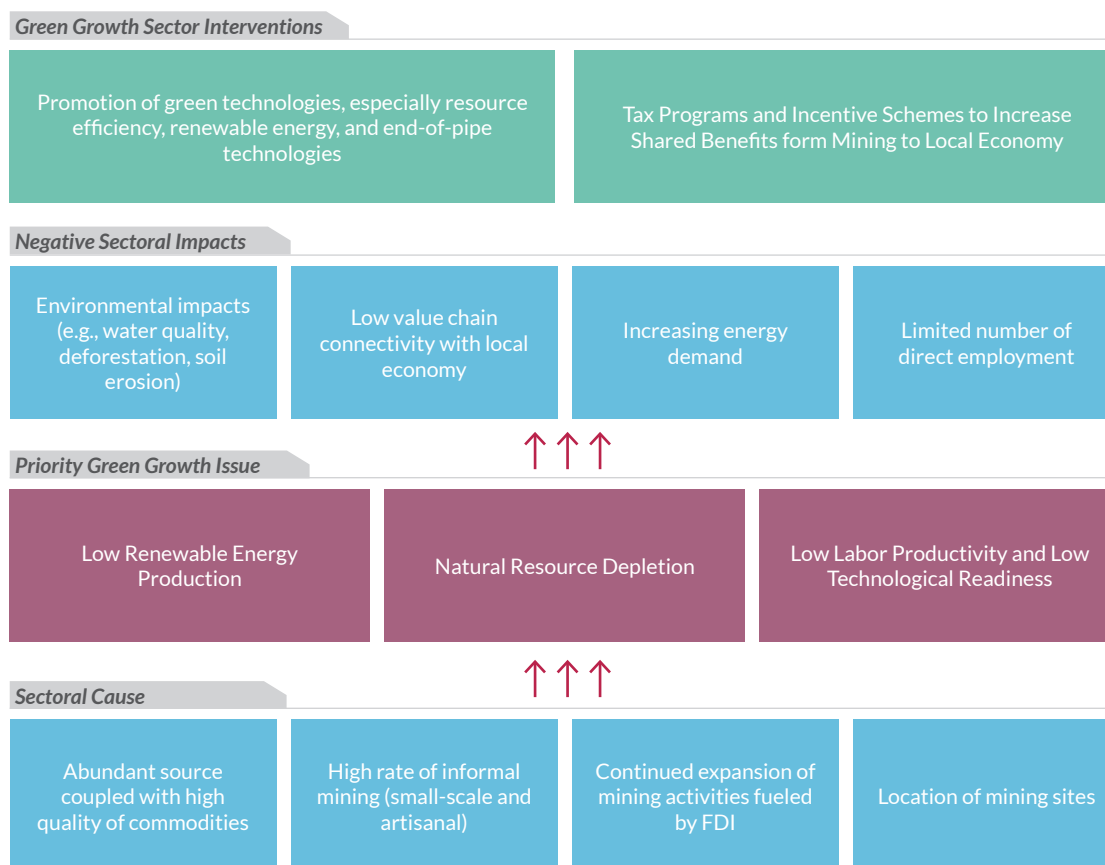 Green Growth Sector Interventions
Promotion of green technologies, especially resource
efficiency, renewable energy, and end-of-pipe
technologies
Tax Programs and Incentive Schemes to Increase
Shared Benefits form Mining to Local Economy
Negative Sectoral Impacts
Environmental impacts
(e.g., water quality,
deforestation, soil
erosion)
Low value chain
connectivity with local
economy
Increasing energy
demand
Limited number of
direct employment
Priority Green Growth Issue
Low Renewable Energy
Production
Natural Resource Depletion
Low Labor Productivity and Low
Technological Readiness
Sectoral Cause
Abundant source
coupled with high
quality of commodities
High rate of informal
mining (small-scale and
artisanal)
Continued expansion of
mining activities fueled
by FDI
Location of mining sites